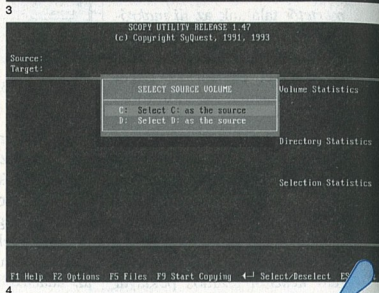 3
SCOPY UTILITY RELEASE 1.47
(c) Copyright SyQuest, 1991, 1993
Source:
Target:
SELECT SOURCE VOLUME
C: Select C: as the source
D: Select D: as the source
Volume Statistics
Directory Statistics
Selection Statistics
F1 Help F2 Options F5 Files F9 Start Copying ←┘ Select/Deselect
4